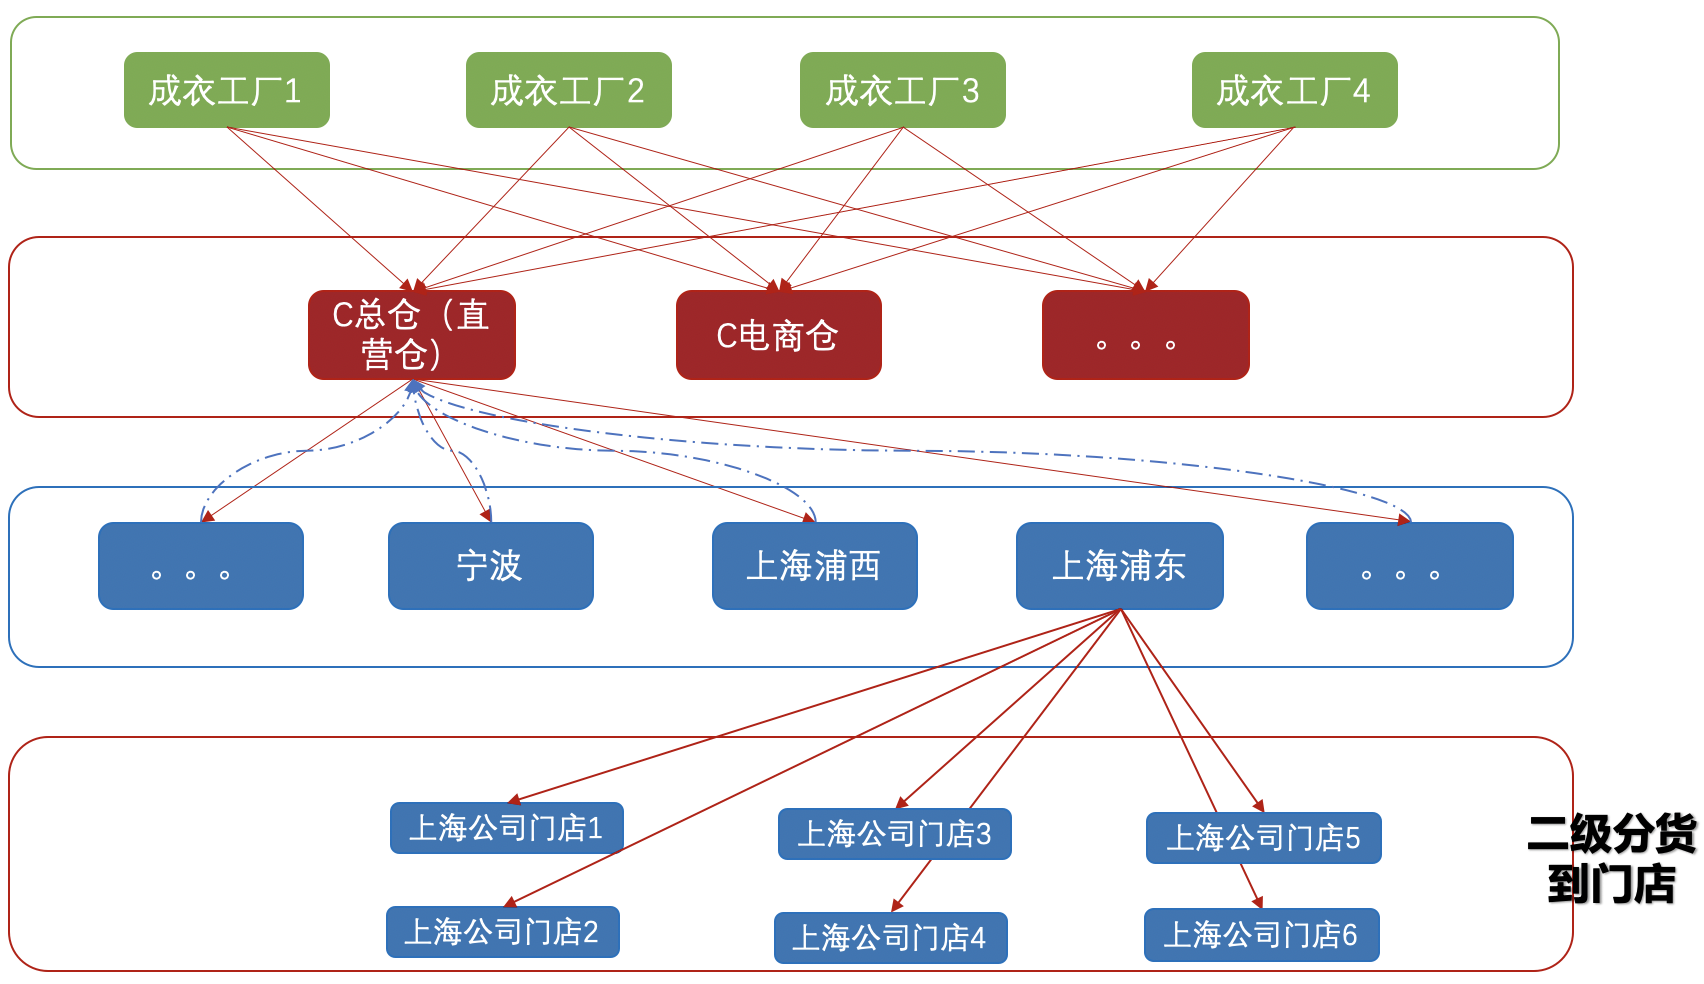 成衣工厂1
成衣工厂2
成衣工厂3
成衣工厂4
C总仓（直
营仓）
C电商仓
。。。
。。。
宁波
上海浦西
上海浦东
。。。
上海公司门店1
上海公司门店3
上海公司门店5
二级分货
到门店
上海公司门店2
上海公司门店4
上海公司门店6